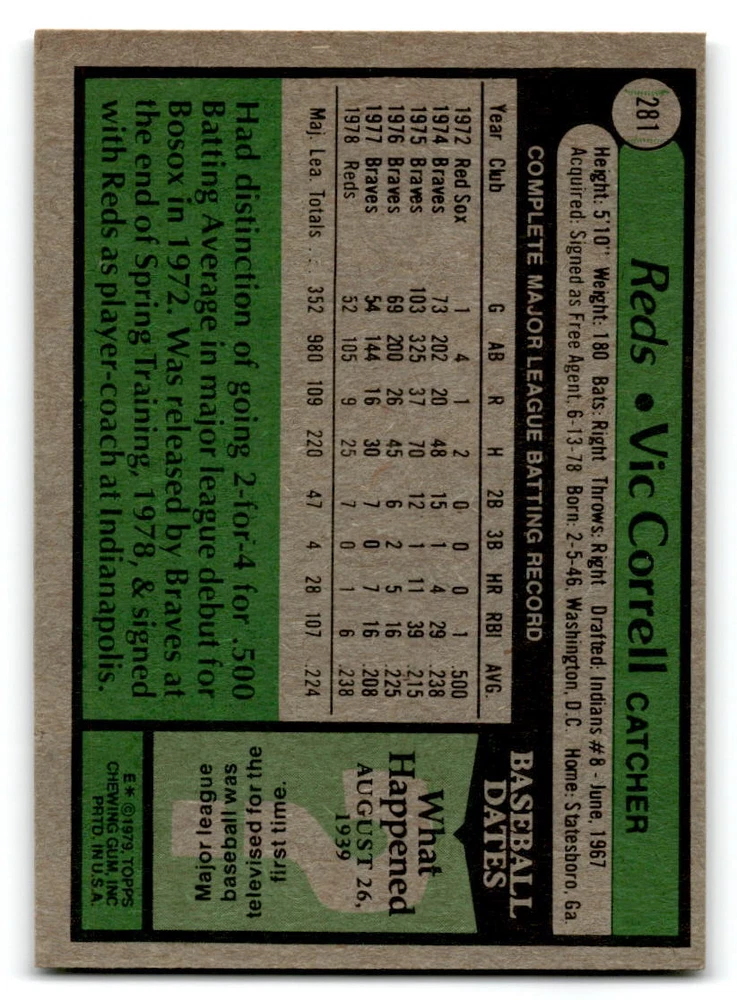 281
Reds • Vic Correll CATCHER
Height: 5'10" Weight: 180 Bats: Right Throws: Right Drafted: Indians #8 - June, 1967
Acquired: Signed as Free Agent, 6-13-78 Born: 2-5-46, Washington, D.C. Home: Statesboro, Ga.
COMPLETE MAJOR LEAGUE BATTING RECORD
Year Club G AB R H 2B 3B HR RBI AVG.
1972 Red Sox 1 4 1 2 0 0 0 1 .500
1974 Braves 73 202 20 48 15 1 4 29 .238
1975 Braves 103 325 37 70 12 1 11 39 .215
1976 Braves 69 200 26 45 6 2 5 16 .225
1977 Braves 54 144 16 30 7 0 7 16 .208
1978 Reds 52 105 9 25 7 0 1 6 .238
Maj. Lea. Totals . . . 352 980 109 220 47 4 28 107 .224
Had distinction of going 2-for-4 for .500
Batting Average in major league debut for
Bosox in 1972. Was released by Braves at
the end of Spring Training, 1978, & signed
with Reds as player-coach at Indianapolis.
BASEBALL
DATES
What
Happened
AUGUST 26,
1939
Major league
baseball was
televised for the
first time.
E* ©1979, TOPPS
CHEWING GUM, INC
PRTD. IN U.S.A.